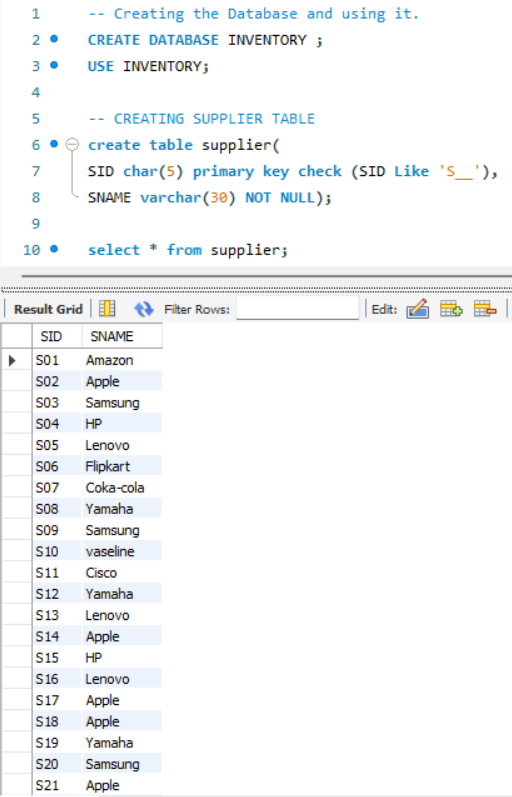 1 -- Creating the Database and using it.
2 CREATE DATABASE INVENTORY ;
3 USE INVENTORY;
4
5 -- CREATING SUPPLIER TABLE
6 create table supplier(
7 SID char(5) primary key check (SID Like 'S__'),
8 SNAME varchar(30) NOT NULL);
9
10 select * from supplier;
Result Grid Filter Rows: Edit:
SID SNAME
S01 Amazon
S02 Apple
S03 Samsung
S04 HP
S05 Lenovo
S06 Flipkart
S07 Coka-cola
S08 Yamaha
S09 Samsung
S10 vaseline
S11 Cisco
S12 Yamaha
S13 Lenovo
S14 Apple
S15 HP
S16 Lenovo
S17 Apple
S18 Apple
S19 Yamaha
S20 Samsung
S21 Apple